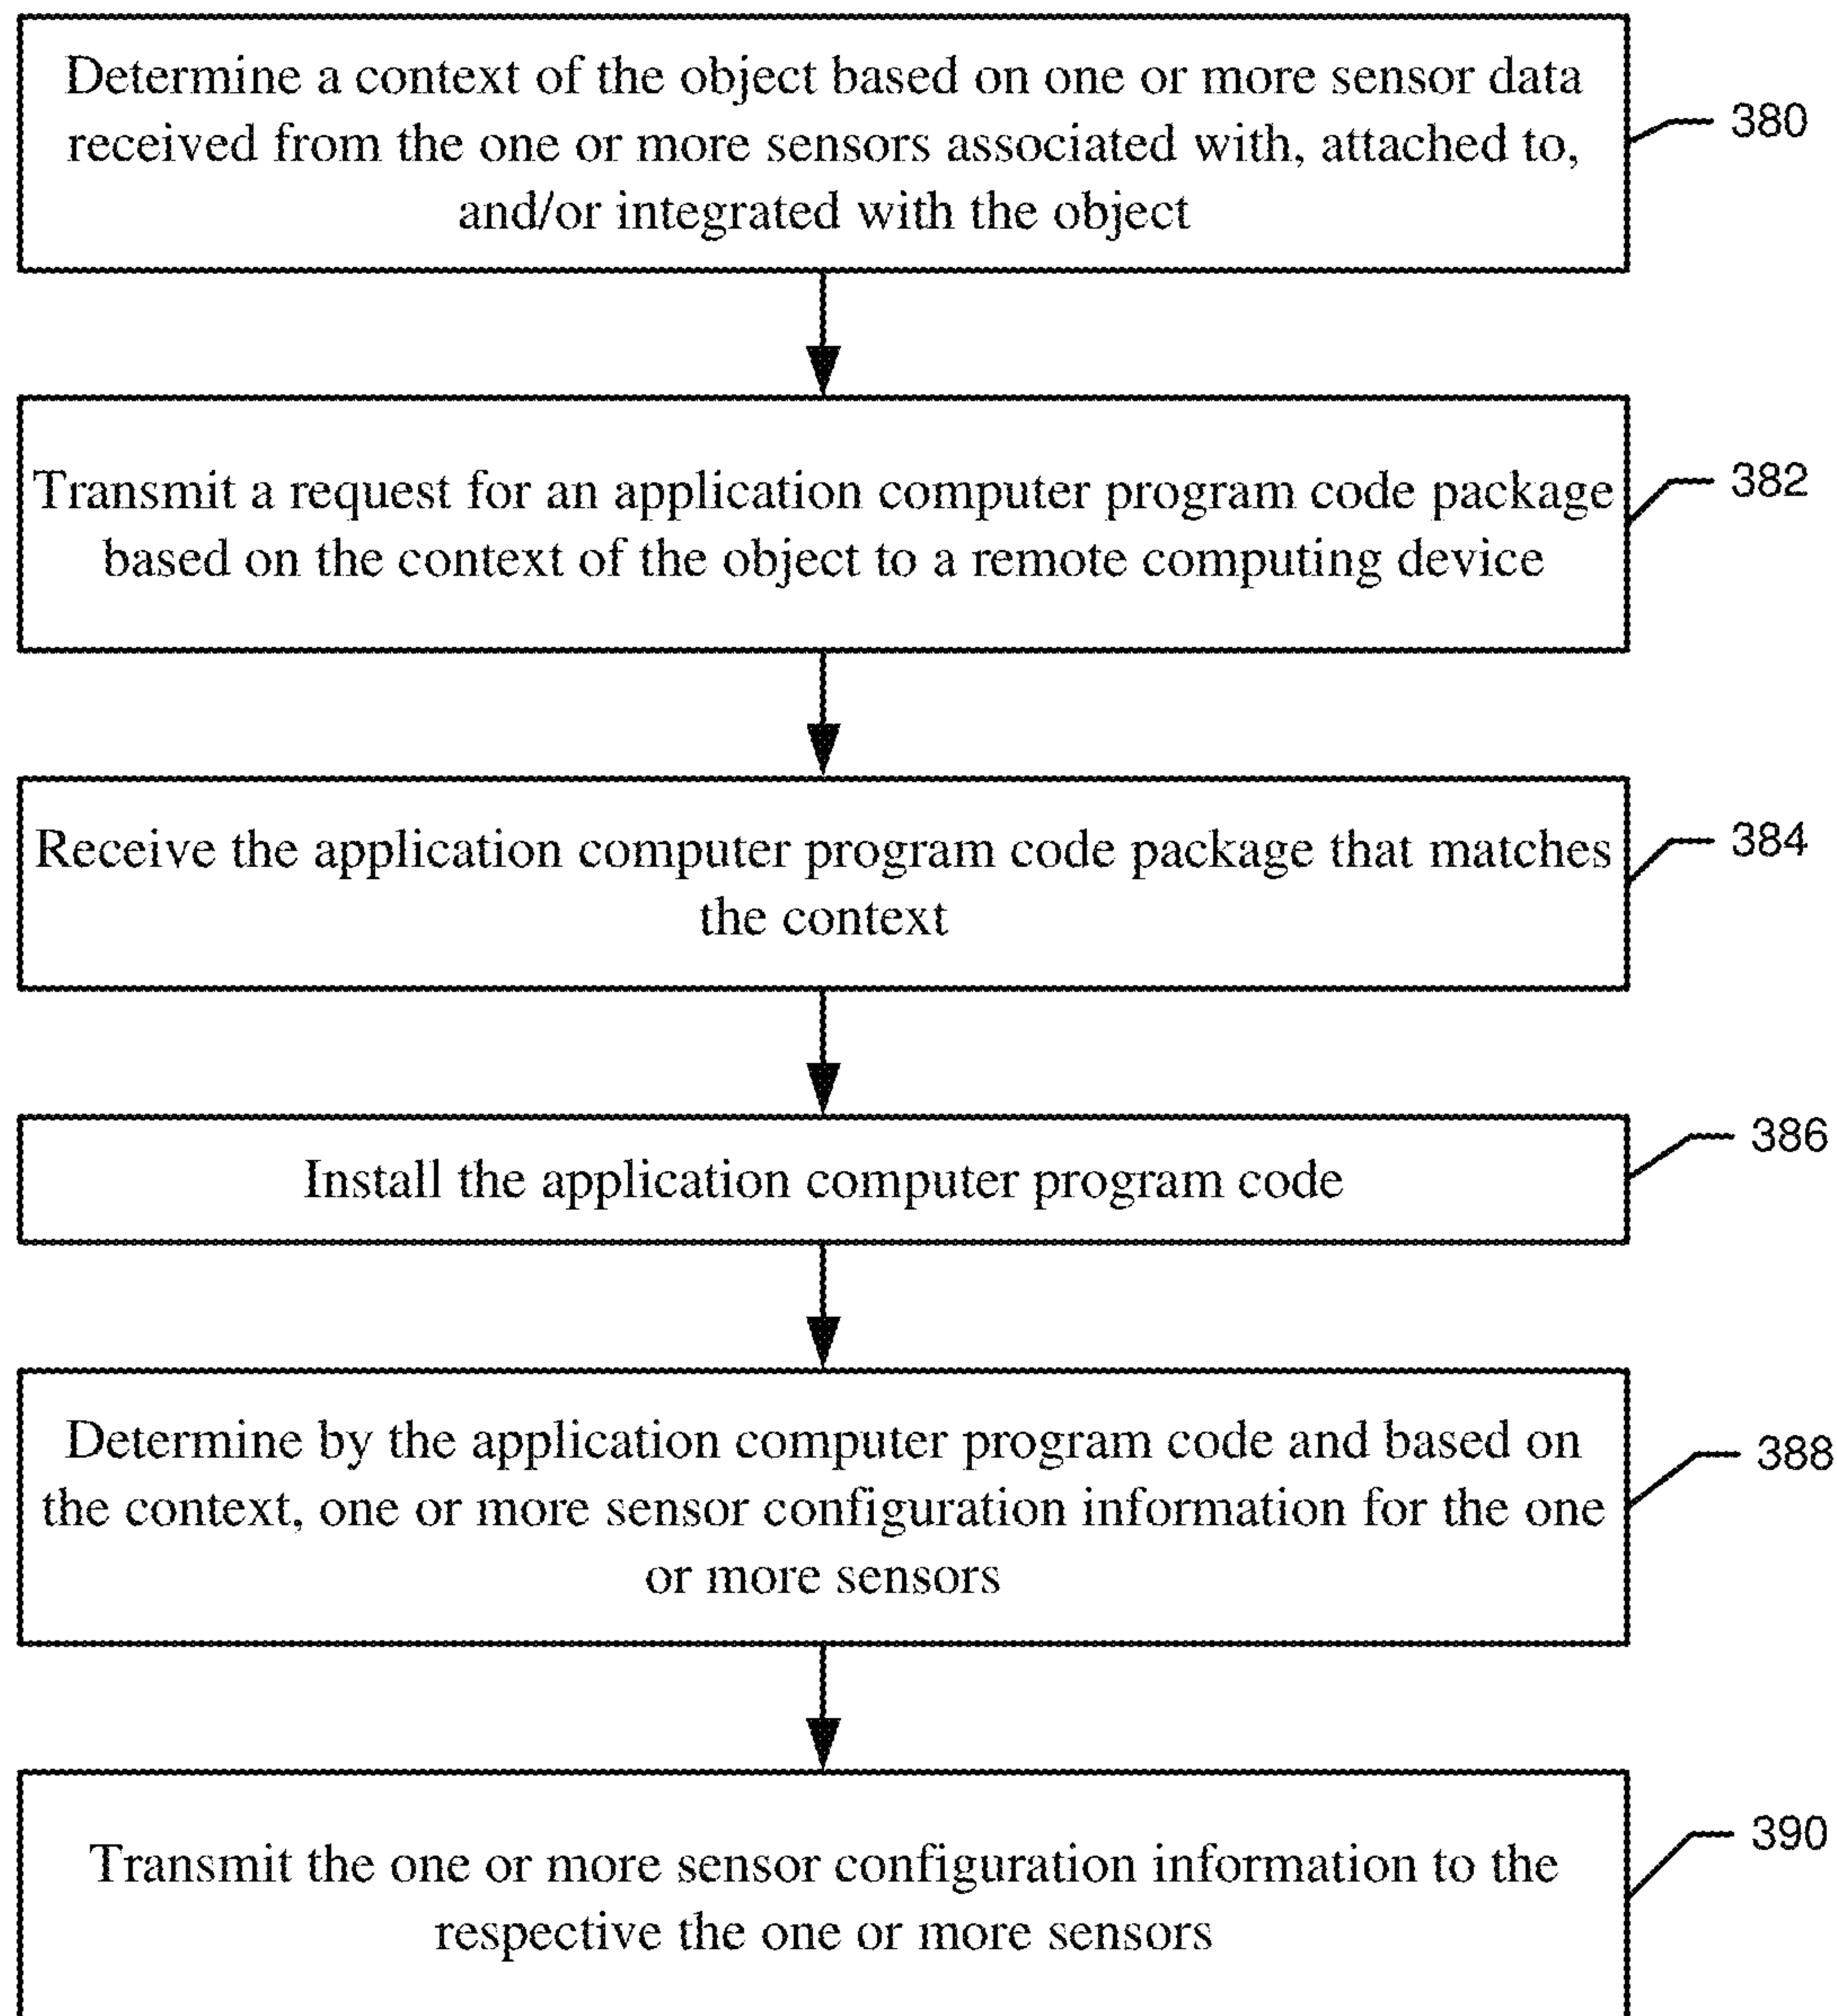 Determine a context of the object based on one or more sensor data
received from the one or more sensors associated with, attached to,
and/or integrated with the object
380
Transmit a request for an application computer program code package
based on the context of the object to a remote computing device
382
Receive the application computer program code package that matches
the context
384
Install the application computer program code
386
Determine by the application computer program code and based on
the context, one or more sensor configuration information for the one
or more sensors
388
Transmit the one or more sensor configuration information to the
respective the one or more sensors
390